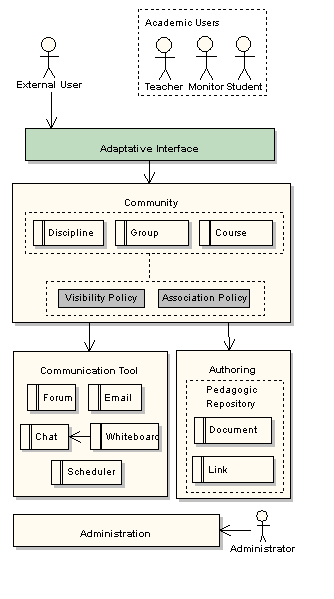 Academic Users
Teacher Monitor Student
External User
Adaptative Interface
Community
Discipline Group Course
Visibility Policy Association Policy
Communication Tool
Forum Email
Chat Whiteboard
Scheduler
Authoring
Pedagogic
Repository
Document
Link
Administration
Administrator